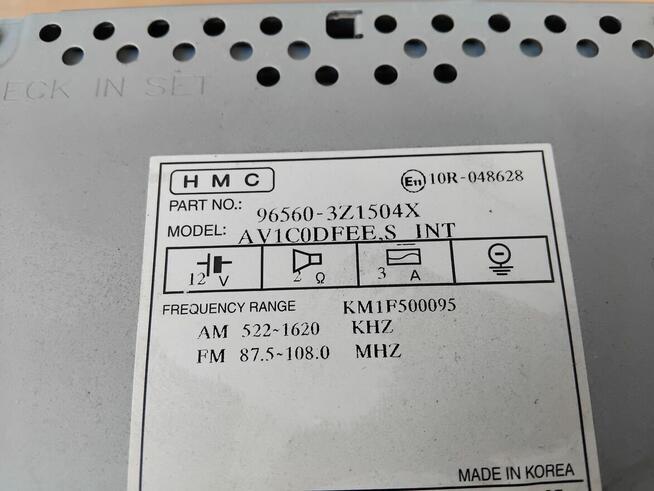 ECK IN SET
HMC
E11 10R-048628
PART NO.: 96560-3Z1504X
MODEL: AV1C0DFEE,S INT
12 V 2 Ω 3 A
FREQUENCY RANGE KM1F500095
AM 522~1620 KHZ
FM 87.5~108.0 MHZ
MADE IN KOREA